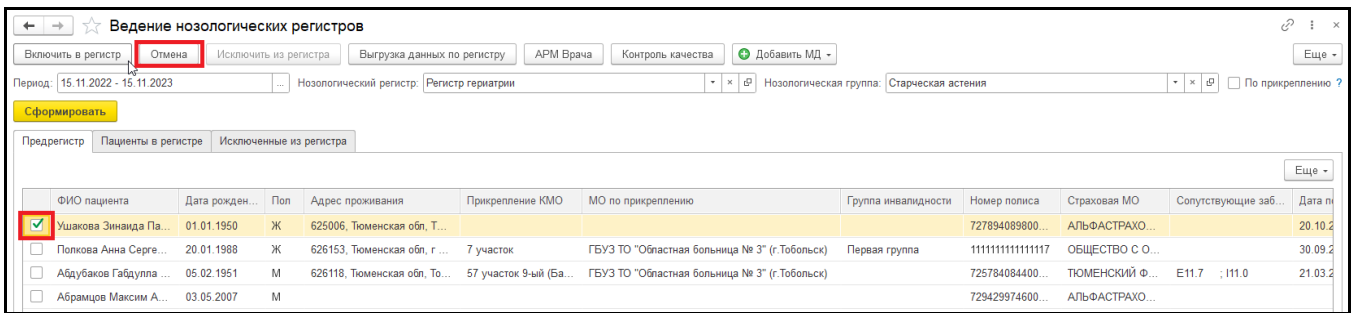 Ведение нозологических регистров
Включить в регистр Отмена Исключить из регистра Выгрузка данных по регистру АРМ Врача Контроль качества Добавить МД Еще
Период: 15.11.2022 - 15.11.2023 ... Нозологический регистр: Регистр гериатрии Нозологическая группа: Старческая астения По прикреплению ?
Сформировать
Предрегистр Пациенты в регистре Исключенные из регистра
Еще
ФИО пациента Дата рожден... Пол Адрес проживания Прикрепление КМО МО по прикреплению Группа инвалидности Номер полиса Страховая МО Сопутствующие заб... Дата по
Ушакова Зинаида Па... 01.01.1950 Ж 625006, Тюменская обл, Т... 727894089800... АЛЬФАСТРАХО... 20.10.2
Полкова Анна Серге... 20.01.1988 Ж 626153, Тюменская обл, г ... 7 участок ГБУЗ ТО "Областная больница № 3" (г.Тобольск) Первая группа 1111111111111117 ОБЩЕСТВО С О... 30.09.2
Абдубаков Габдулла ... 05.02.1951 М 626118, Тюменская обл, То... 57 участок 9-ый (Ба... ГБУЗ ТО "Областная больница № 3" (г.Тобольск) 725784084400... ТЮМЕНСКИЙ Ф... E11.7 ; I11.0 21.03.2
Абрамцов Максим А... 03.05.2007 М 729429974600... АЛЬФАСТРАХО...